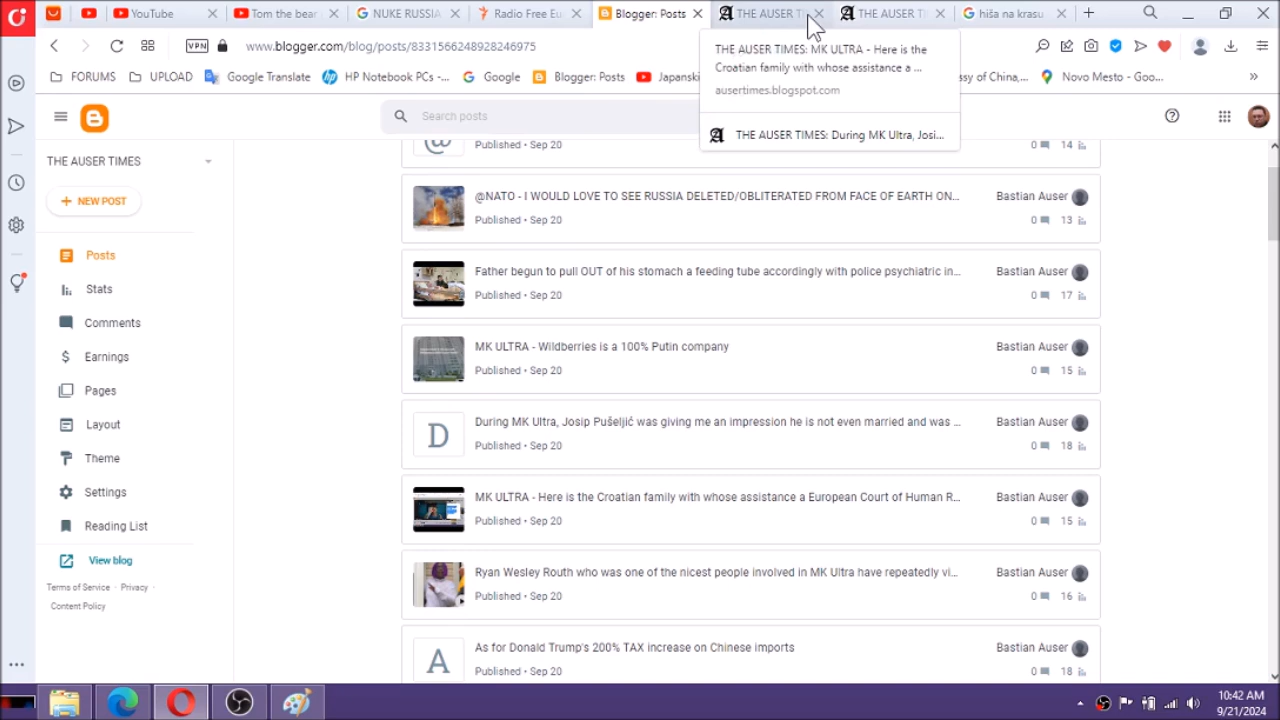 YouTube
Tom the bear
NUKE RUSSIA
Radio Free Eu
Blogger: Posts
THE AUSER TI
THE AUSER T
hiša na krasu
VPN
www.blogger.com/blog/posts/8331566248928246975
FORUMS
UPLOAD
Google Translate
HP Notebook PCs -...
Google
Blogger: Posts
Japanski
sy of China,...
Novo Mesto - Goo...
»
THE AUSER TIMES: MK ULTRA - Here is the
Croatian family with whose assistance a ...
ausertimes.blogspot.com
THE AUSER TIMES: During MK Ultra, Josi...
Search posts
THE AUSER TIMES
+ NEW POST
Posts
Stats
Comments
Earnings
Pages
Layout
Theme
Settings
Reading List
View blog
Terms of Service · Privacy ·
Content Policy
@
Published • Sep 20
0 14
@NATO - I WOULD LOVE TO SEE RUSSIA DELETED/OBLITERATED FROM FACE OF EARTH ON...
Bastian Auser
Published • Sep 20
0 13
Father begun to pull OUT of his stomach a feeding tube accordingly with police psychiatric in...
Bastian Auser
Published • Sep 20
0 17
MK ULTRA - Wildberries is a 100% Putin company
Bastian Auser
Published • Sep 20
0 15
D
During MK Ultra, Josip Pušeljić was giving me an impression he is not even married and was ...
Bastian Auser
Published • Sep 20
0 18
MK ULTRA - Here is the Croatian family with whose assistance a European Court of Human R...
Bastian Auser
Published • Sep 20
0 15
Ryan Wesley Routh who was one of the nicest people involved in MK Ultra have repeatedly vi...
Bastian Auser
Published • Sep 20
0 16
A
As for Donald Trump's 200% TAX increase on Chinese imports
Bastian Auser
Published • Sep 20
0 18
10:42 AM
9/21/2024